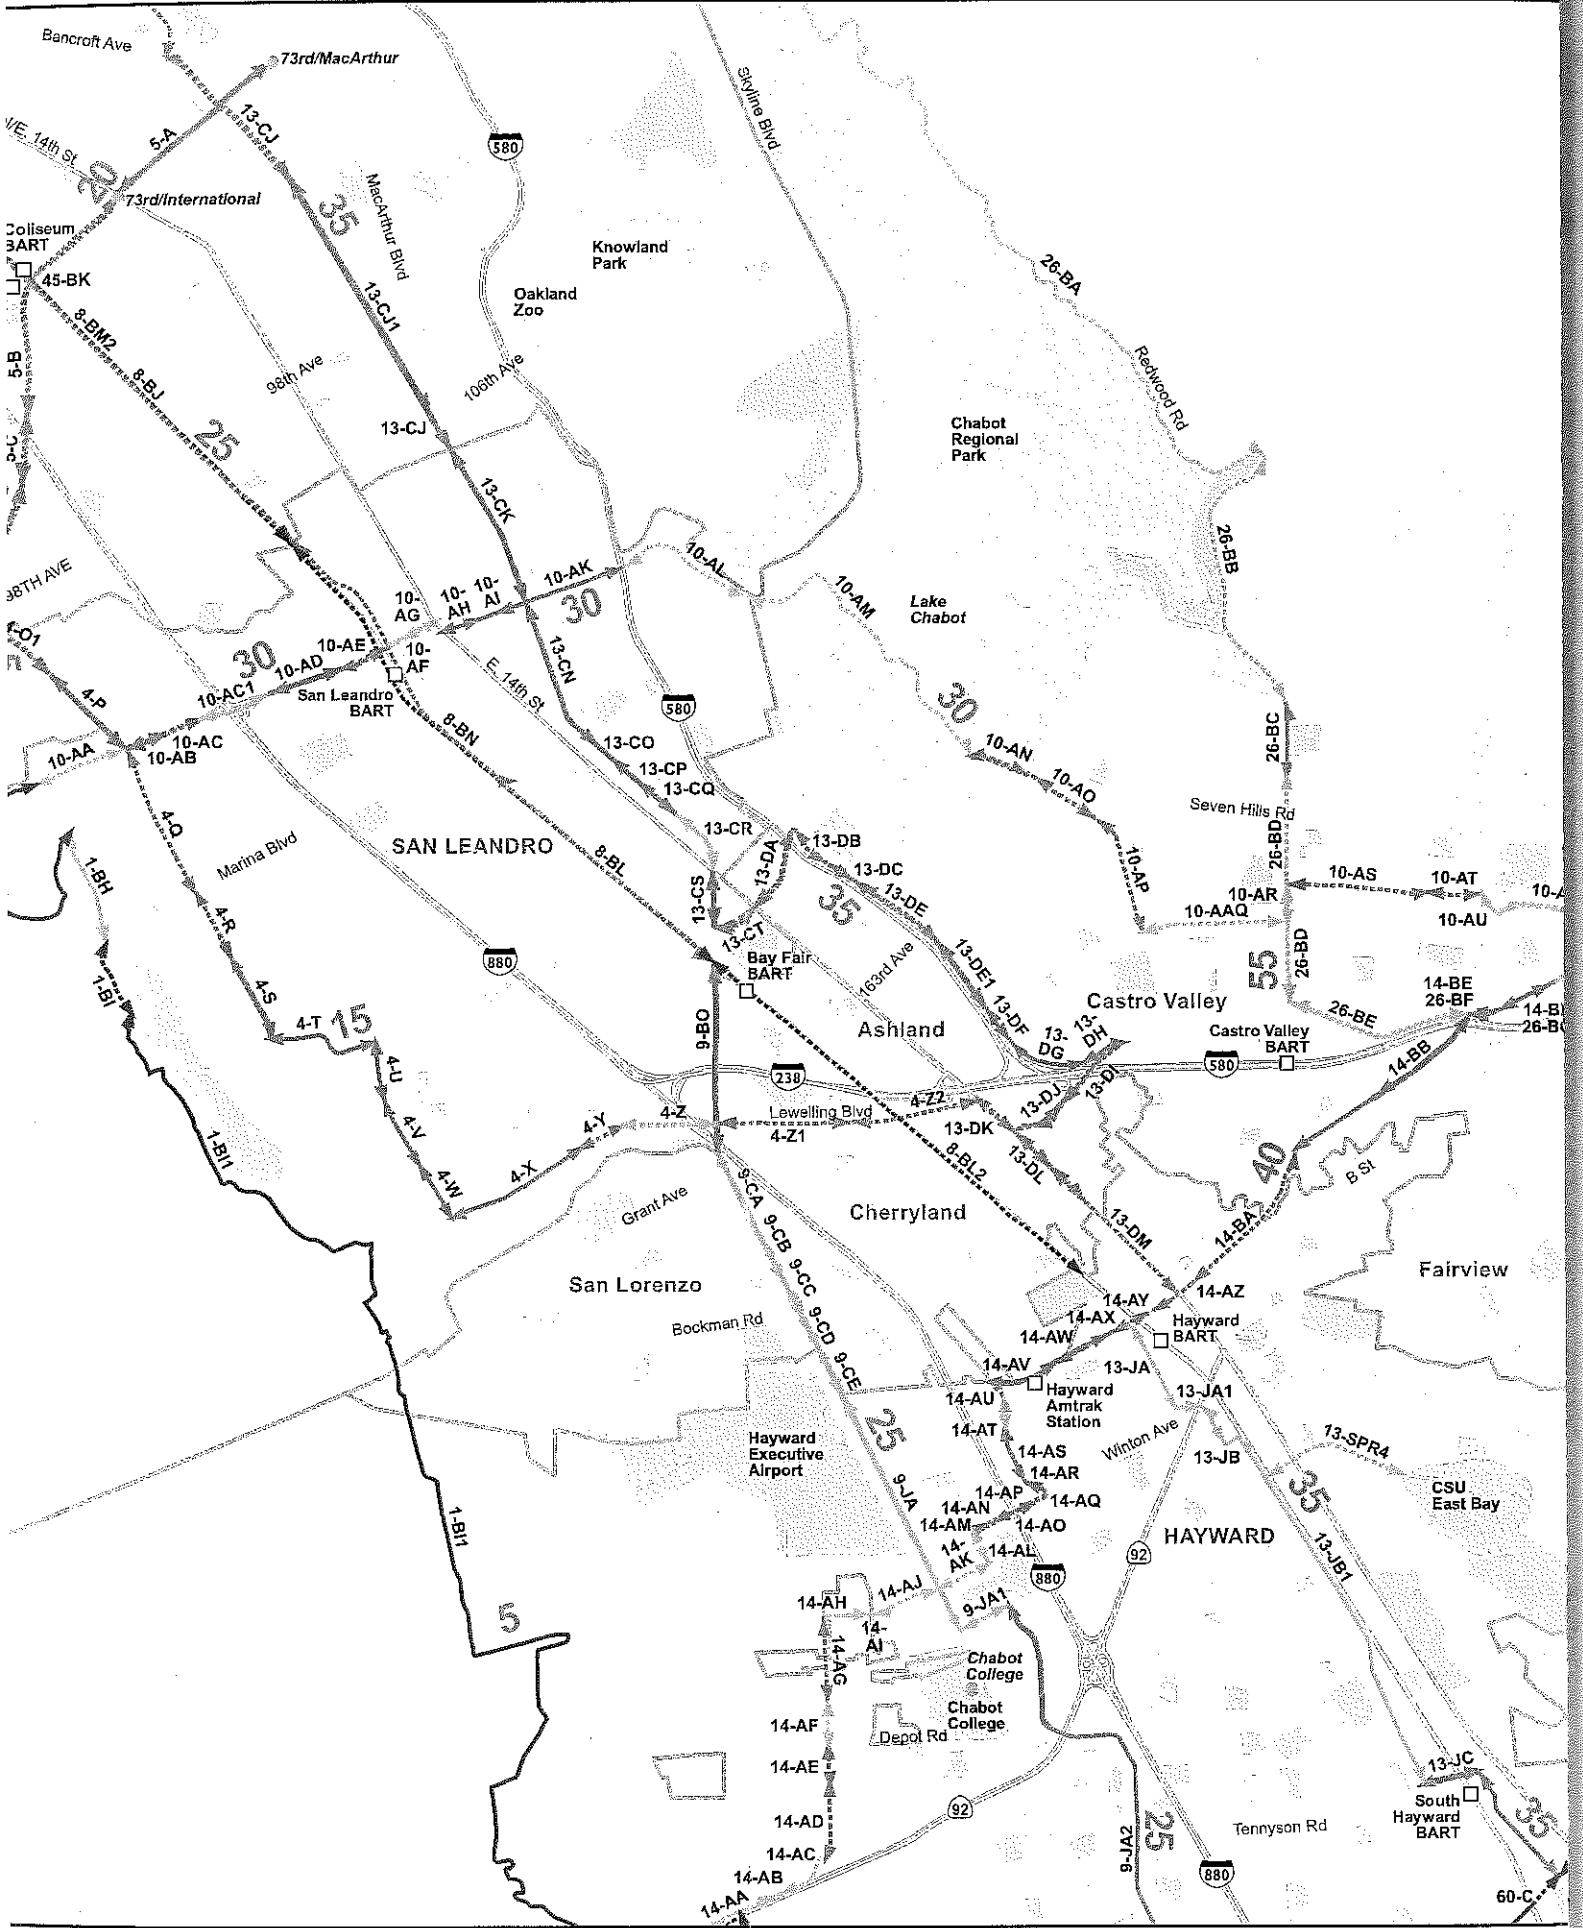 Bancroft Ave
73rd/MacArthur
13-CJ
5-A
580
Skyline Blvd
/E. 14th St
20
73rd/International
35
MacArthur Blvd
Coliseum
BART
45-BK
Knowland
Park
26-BA
Oakland
Zoo
13-CJ1
8-BM2
5-B
8-BJ
98th Ave
106th Ave
Redwood Rd
25
13-CJ
Chabot
Regional
Park
5-C
13-CK
26-BB
98TH AVE
10-AL
10-AK
10-
AI
10-
AH
10-
AG
30
10-AM
Lake
Chabot
-O1
10-AE
10-
AF
30
10-AD
13-CN
E. 14th St
4-P
10-AC1
San Leandro
BART
580
30
8-BN
26-BC
10-AC
10-AA
10-AB
13-CO
10-AN
13-CP
13-CQ
10-AO
Seven Hills Rd
4-Q
Marina Blvd
SAN LEANDRO
13-CR
13-DB
26-BD
1-BH
8-BL
13-DA
13-DC
10-AP
10-AS
10-AT
10-AR
13-CS
35
13-DE
10-AAQ
10-AU
4-R
13-CT
26-BD
880
Bay Fair
BART
163rd Ave
13-DE1
55
1-BI
4-S
14-BE
26-BF
Castro Valley
4-T
15
9-BO
Ashland
13-DF
13-
DG
13-
DH
26-BE
Castro Valley
BART
4-U
238
580
14-BB
13-DI
4-Z2
13-DJ
4-Z
Lewelling Blvd
4-Y
4-Z1
13-DK
4-V
1-BI1
4-X
8-BL2
13-DL
40
B St
4-W
9-CA
Grant Ave
Cherryland
13-DM
14-BA
9-CB
San Lorenzo
9-CC
Fairview
14-AZ
14-AY
Bockman Rd
9-CD
14-AX
Hayward
BART
14-AW
9-CE
14-AV
13-JA
14-AU
Hayward
Amtrak
Station
13-JA1
25
14-AT
Hayward
Executive
Airport
14-AS
Winton Ave
13-SPR4
14-AR
13-JB
9-JA
14-AP
14-AQ
35
CSU
East Bay
14-AN
1-BI1
14-AM
14-AO
HAYWARD
14-
AK
14-AL
92
13-JB1
880
14-AJ
14-AH
9-JA1
5
14-
AI
14-AG
Chabot
College
Chabot
College
14-AF
Depot Rd
14-AE
13-JC
92
South
Hayward
BART
35
14-AD
25
Tennyson Rd
14-AC
9-JA2
14-AB
880
14-AA
60-C